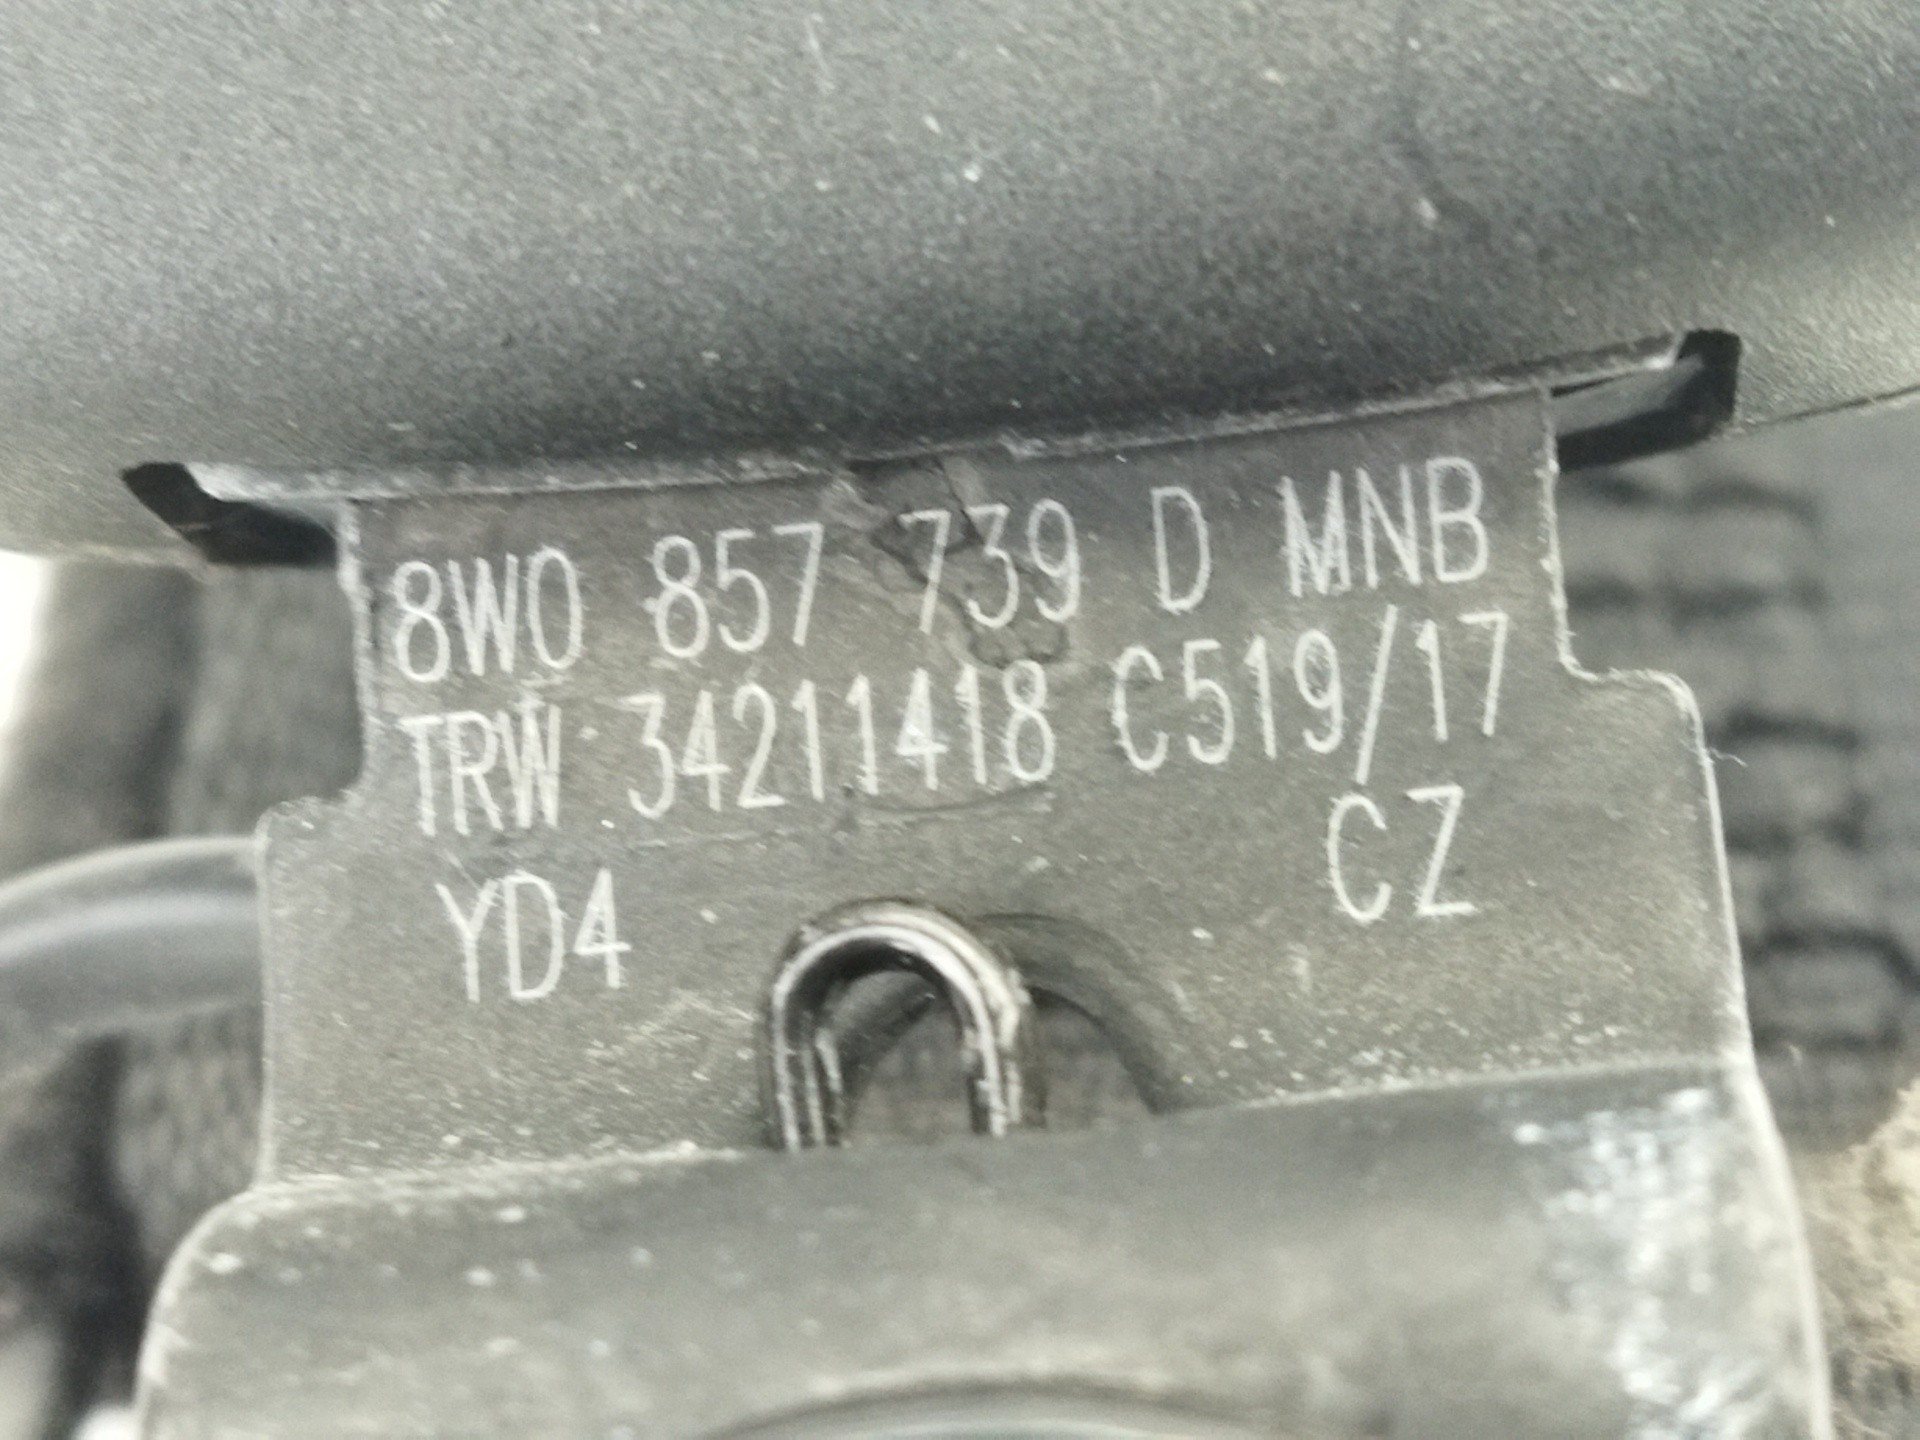 8W0 857 739 D MNB
TRW 34211418 C519/17
YD4 CZ